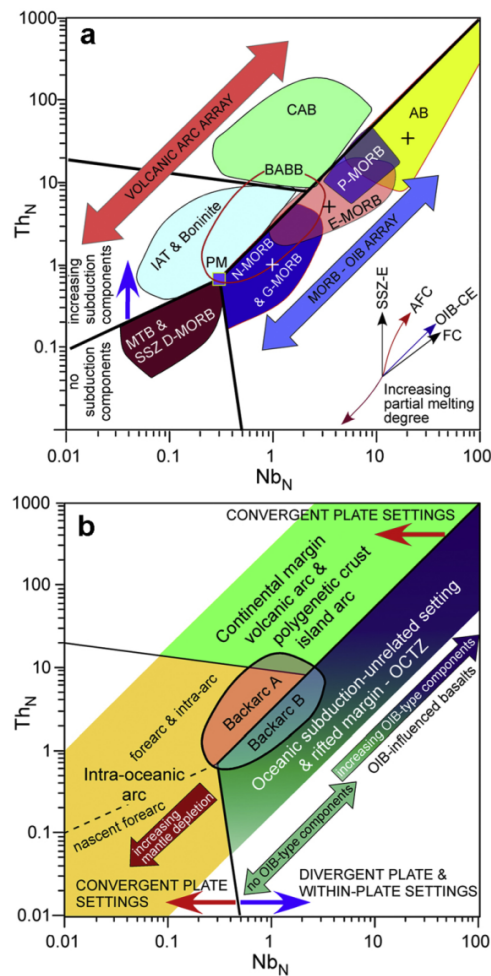 a
1000
100
10
1
0.1
Th_N
VOLCANIC ARC ARRAY
CAB
AB
BABB
P-MORB
E-MORB
IAT & Boninite
PM
N-MORB
& G-MORB
MORB - OIB ARRAY
MTB &
SSZ D-MORB
increasing
subduction
components
no
subduction
components
SSZ-E
AFC
OIB-CE
FC
Increasing
partial melting
degree
0.01
0.1
1
10
100
Nb_N
b
1000
100
10
1
0.1
0.01
Th_N
CONVERGENT PLATE
SETTINGS
Continental margin
volcanic arc &
polygenetic crust
island arc
forearc & intra-arc
Backarc A
Backarc B
Oceanic subduction-unrelated setting
& rifted margin - OCTZ
increasing OIB-type components
OIB-influenced basalts
Intra-oceanic
arc
nascent forearc
increasing
mantle depletion
no OIB-type components
CONVERGENT PLATE
SETTINGS
DIVERGENT PLATE &
WITHIN-PLATE SETTINGS
0.01
0.1
1
10
100
Nb_N